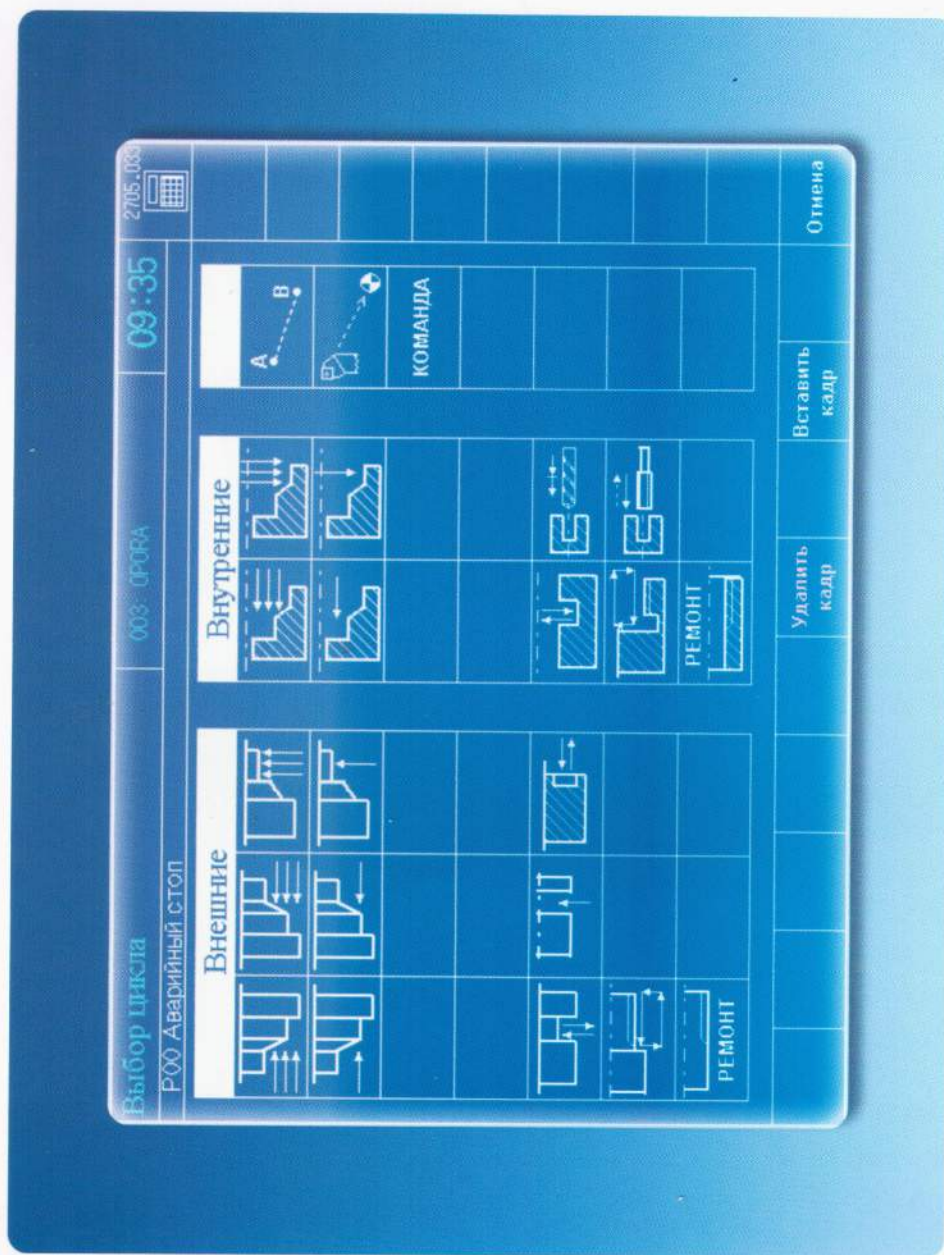 Выбор цикла 003 OPORA 09:35 2705.033
P00 Аварийный стоп
Внешние Внутренние
A B
КОМАНДА
РЕМОНТ РЕМОНТ
Удалить кадр
Вставить кадр
Отмена